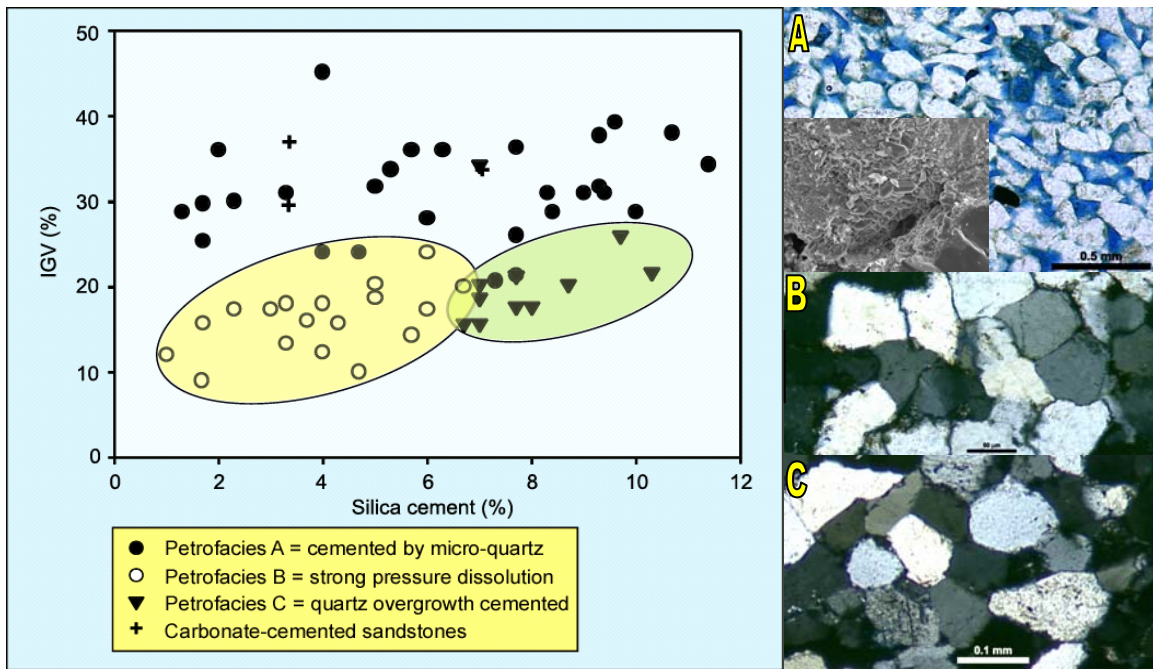 50
40
30
20
10
0
IGV (%)
0 2 4 6 8 10 12
Silica cement (%)
Petrofacies A = cemented by micro-quartz
Petrofacies B = strong pressure dissolution
Petrofacies C = quartz overgrowth cemented
Carbonate-cemented sandstones
A
0.5 mm
B
C
0.1 mm